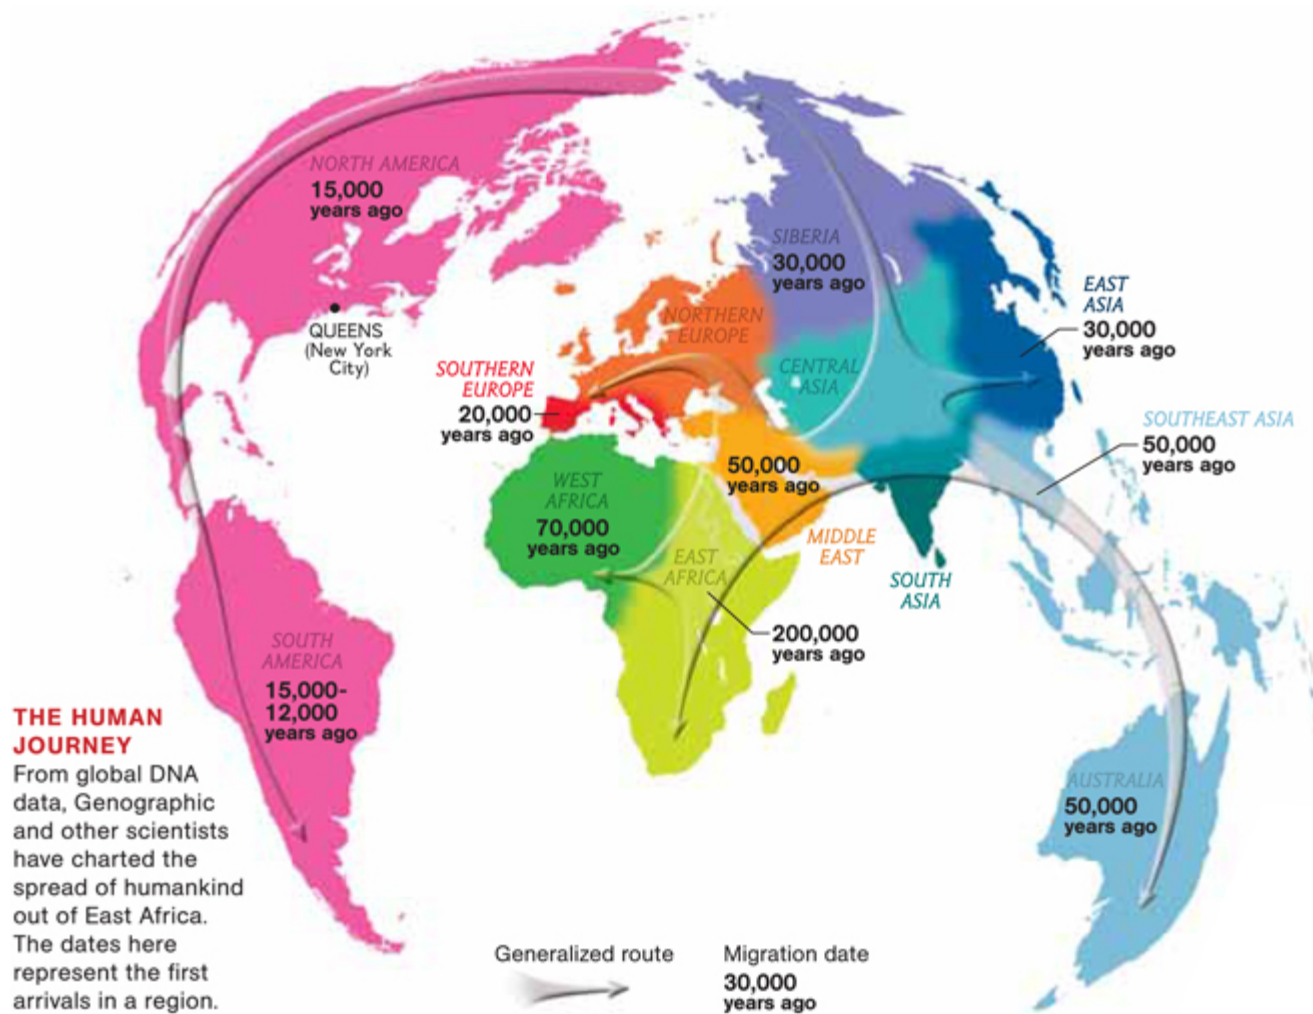 NORTH AMERICA
15,000
years ago
QUEENS
(New York
City)
SIBERIA
30,000
years ago
EAST
ASIA
30,000
years ago
NORTHERN
EUROPE
SOUTHERN
EUROPE
20,000
years ago
CENTRAL
ASIA
SOUTHEAST ASIA
50,000
years ago
50,000
years ago
MIDDLE
EAST
WEST
AFRICA
70,000
years ago
EAST
AFRICA
200,000
years ago
SOUTH
ASIA
SOUTH
AMERICA
15,000-
12,000
years ago
AUSTRALIA
50,000
years ago
THE HUMAN
JOURNEY
From global DNA
data, Genographic
and other scientists
have charted the
spread of humankind
out of East Africa.
The dates here
represent the first
arrivals in a region.
Generalized route
Migration date
30,000
years ago